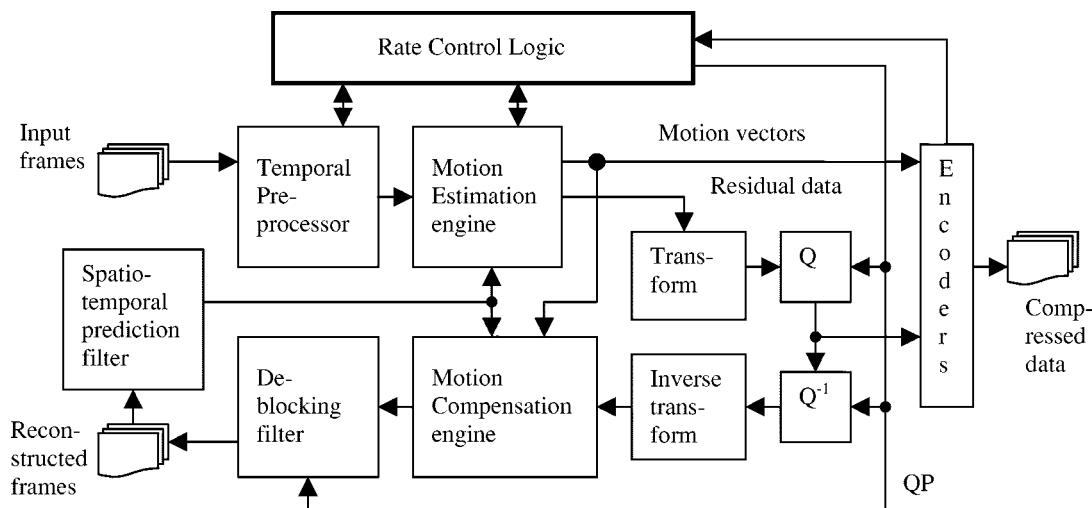 Rate Control Logic
Input
frames
Temporal
Pre-
processor
Motion
Estimation
engine
Motion vectors
Residual data
E
n
c
o
d
e
r
s
Trans-
form
Q
Spatio-
temporal
prediction
filter
Comp-
ressed
data
De-
blocking
filter
Motion
Compensation
engine
Inverse
trans-
form
Q-1
Recon-
structed
frames
QP